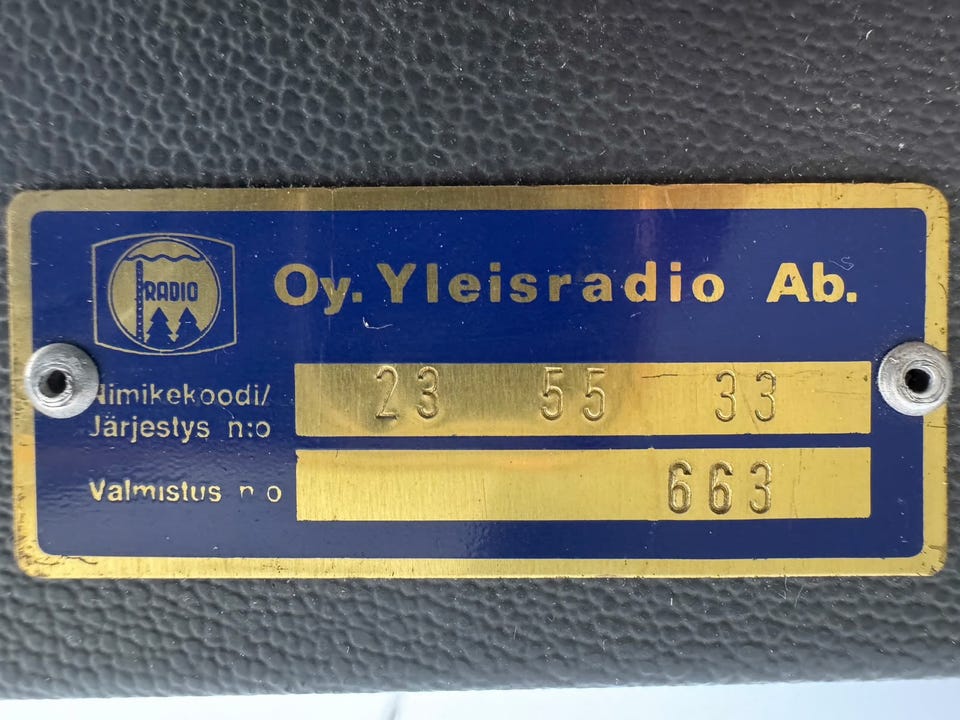 RADIO
Oy. Yleisradio Ab.
Nimikekoodi/
Järjestys n:o 23 55 33
Valmistus n o 663